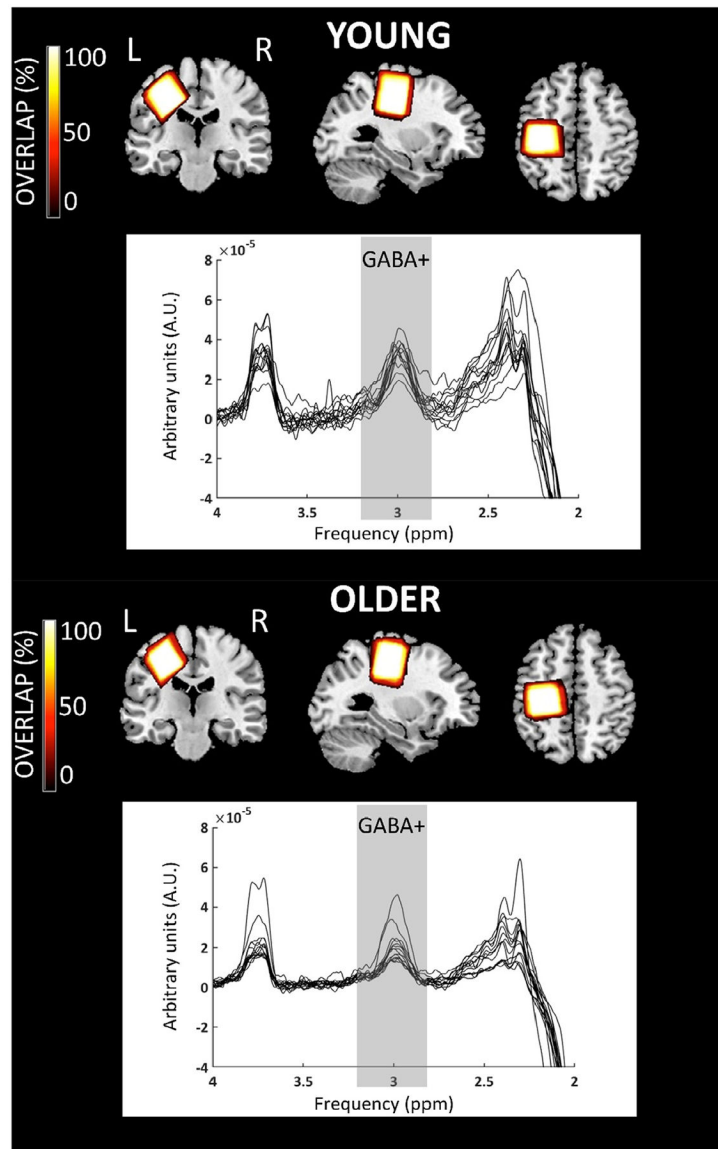 YOUNG
L R
OVERLAP (%)
100
50
0
×10⁻⁵
GABA+
Arbitrary units (A.U.)
8
6
4
2
0
-2
-4
4 3.5 3 2.5 2
Frequency (ppm)
OLDER
L R
OVERLAP (%)
100
50
0
×10⁻⁵
GABA+
Arbitrary units (A.U.)
8
6
4
2
0
-2
-4
4 3.5 3 2.5 2
Frequency (ppm)